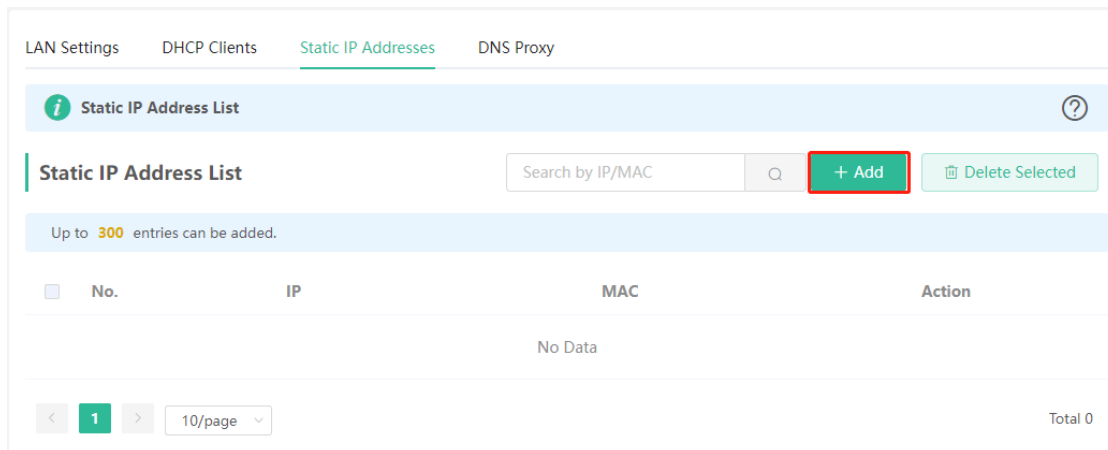 LAN Settings DHCP Clients Static IP Addresses DNS Proxy
i Static IP Address List ?
Static IP Address List Search by IP/MAC + Add Delete Selected
Up to 300 entries can be added.
No. IP MAC Action
No Data
< 1 > 10/page Total 0